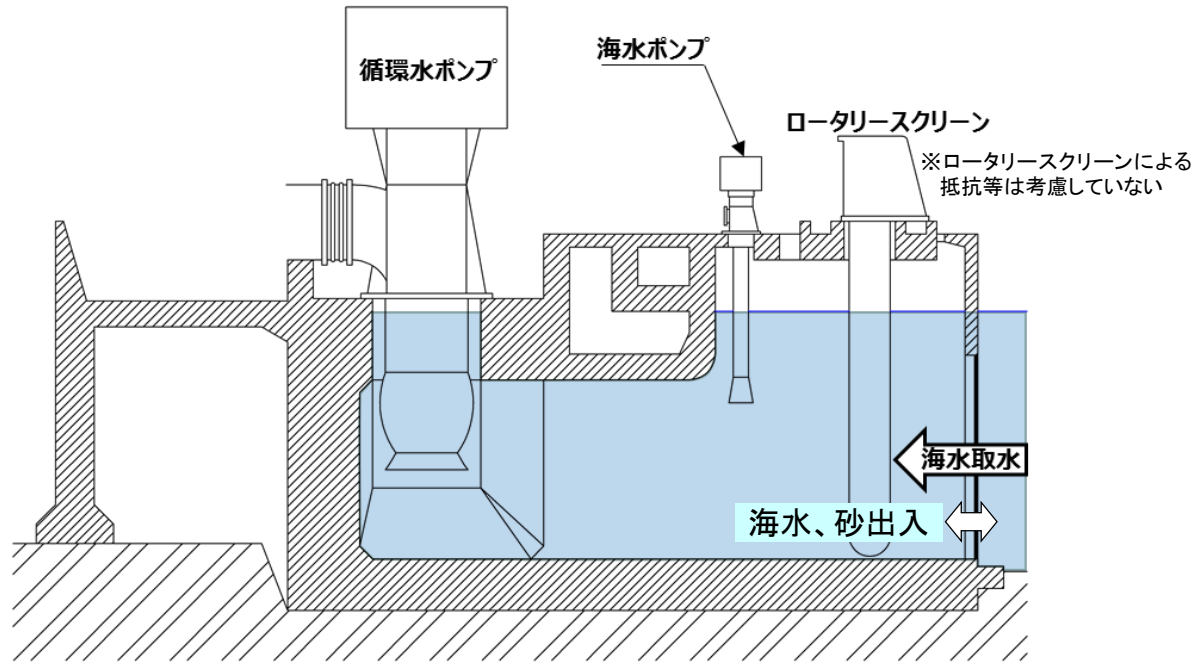 循環水ポンプ
海水ポンプ
ロータリースクリーン
※ロータリースクリーンによる
抵抗等は考慮していない
海水取水
海水、砂出入